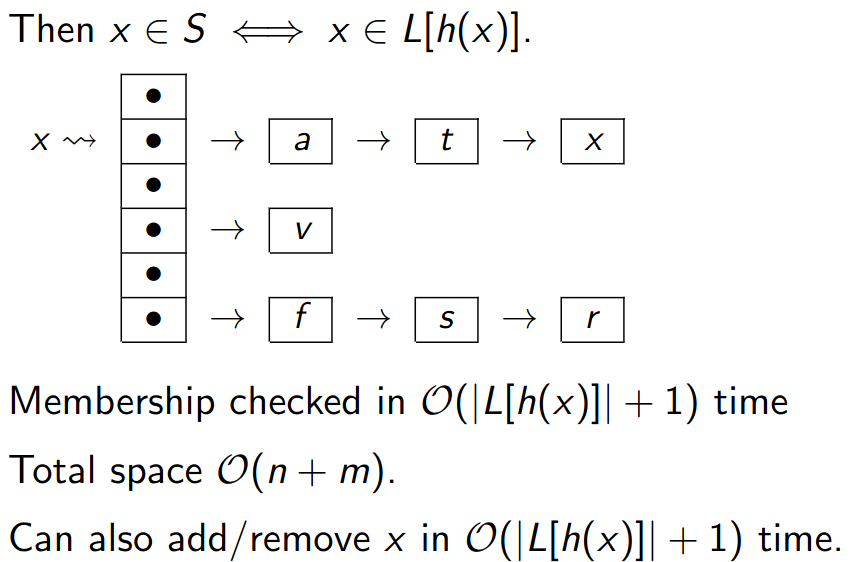 Then x ∈ S ⟺ x ∈ L[h(x)].
•
x ⇝ • → a → t → x
•
• → v
•
• → f → s → r
Membership checked in 𝒪(|L[h(x)]| + 1) time
Total space 𝒪(n + m).
Can also add/remove x in 𝒪(|L[h(x)]| + 1) time.